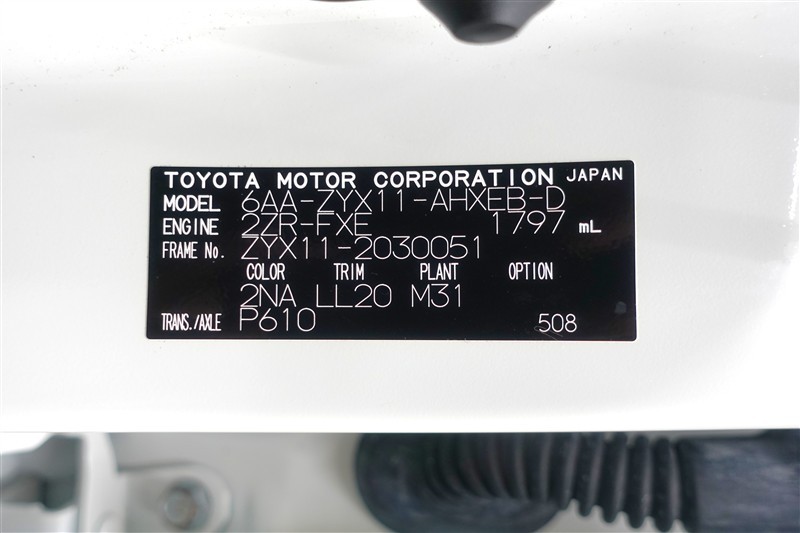 TOYOTA MOTOR CORPORATION JAPAN
MODEL 6AA-ZYX11-AHXEB-D
ENGINE 2ZR-FXE 1797 mL
FRAME No. ZYX11-2030051
COLOR TRIM PLANT OPTION
2NA LL20 M31
TRANS./AXLE P610 508